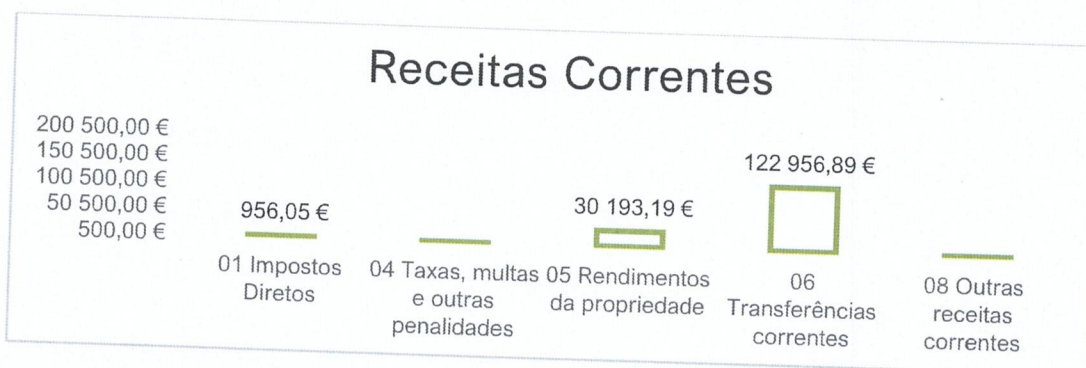 Receitas Correntes
200 500,00 €
150 500,00 €
100 500,00 €
50 500,00 €
500,00 €
956,05 €
30 193,19 €
122 956,89 €
01 Impostos
Diretos
04 Taxas, multas
e outras
penalidades
05 Rendimentos
da propriedade
06
Transferências
correntes
08 Outras
receitas
correntes